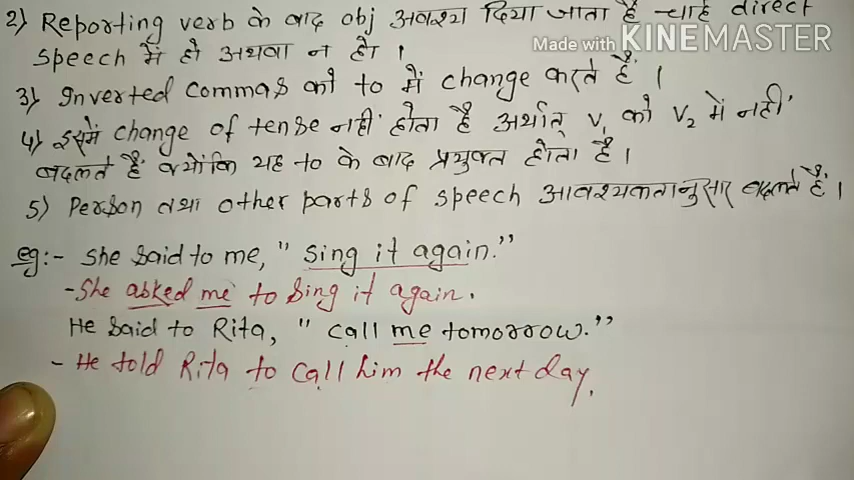 2) Reporting verb के बाद obj अवश्य दिया जाता है चाहे direct
Made with KINEMASTER
speech में हो अथवा न हो ।
3) Inverted commas को to में change करते हैं ।
4) इसमें change of tense नहीं होता है अर्थात् V1 को V2 में नहीं
बदलते हैं क्योंकि यह to के बाद प्रयुक्त होता है।
5) Person तथा other parts of speech आवश्यकतानुसार बदलते हैं।
eg:- She said to me, "Sing it again."
- She asked me to sing it again.
He said to Rita, "call me tomorrow."
- He told Rita to call him the next day.